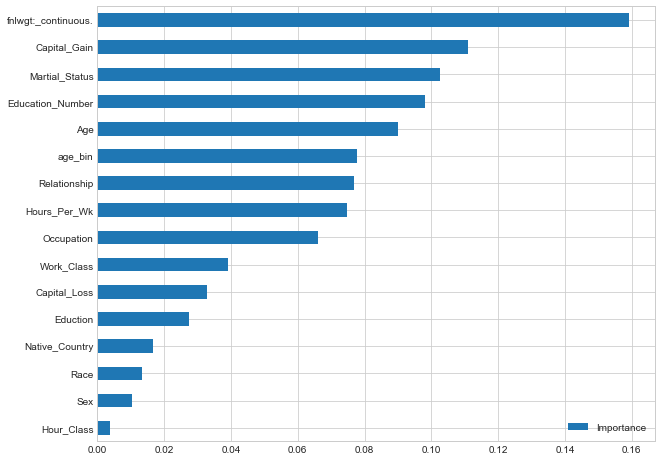 fnlwgt:_continuous.
Capital_Gain
Martial_Status
Education_Number
Age
age_bin
Relationship
Hours_Per_Wk
Occupation
Work_Class
Capital_Loss
Eduction
Native_Country
Race
Sex
Hour_Class
Importance
0.00 0.02 0.04 0.06 0.08 0.10 0.12 0.14 0.16